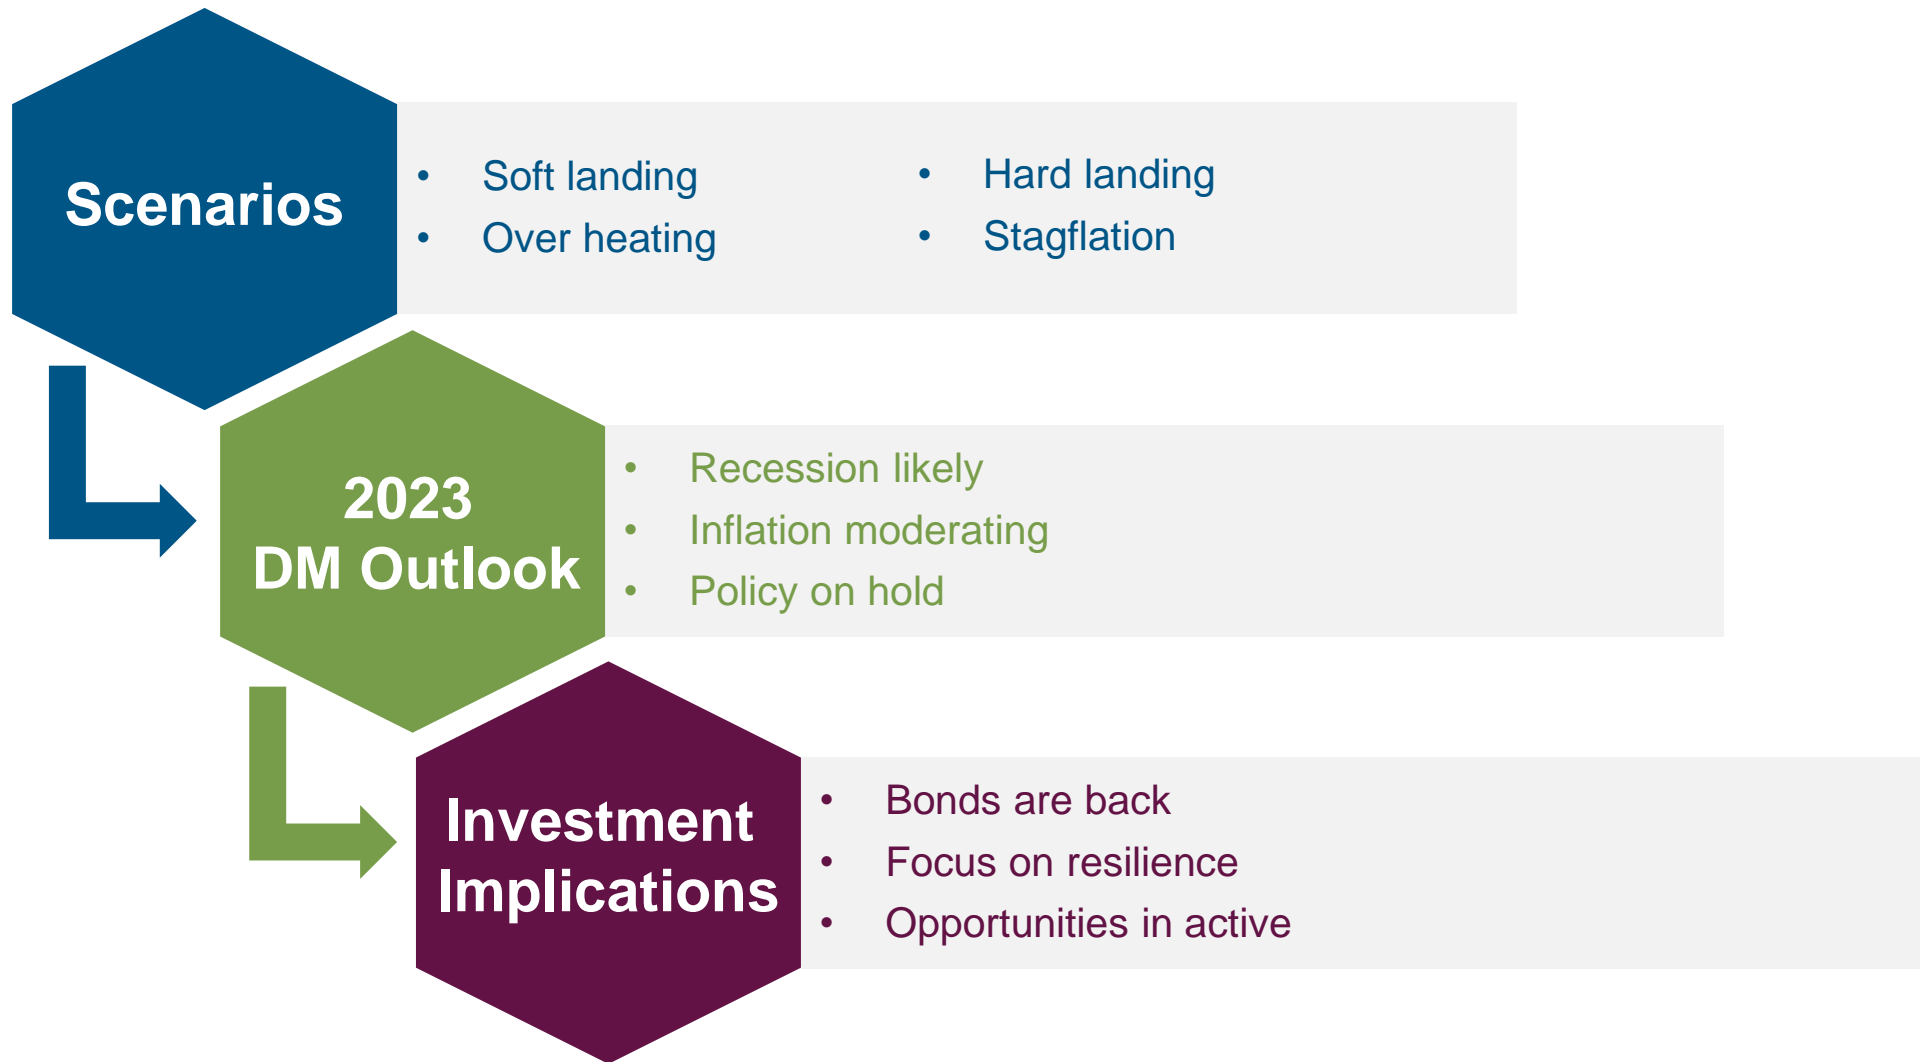 Scenarios
• Soft landing
• Over heating
• Hard landing
• Stagflation
2023
DM Outlook
• Recession likely
• Inflation moderating
• Policy on hold
Investment
Implications
• Bonds are back
• Focus on resilience
• Opportunities in active